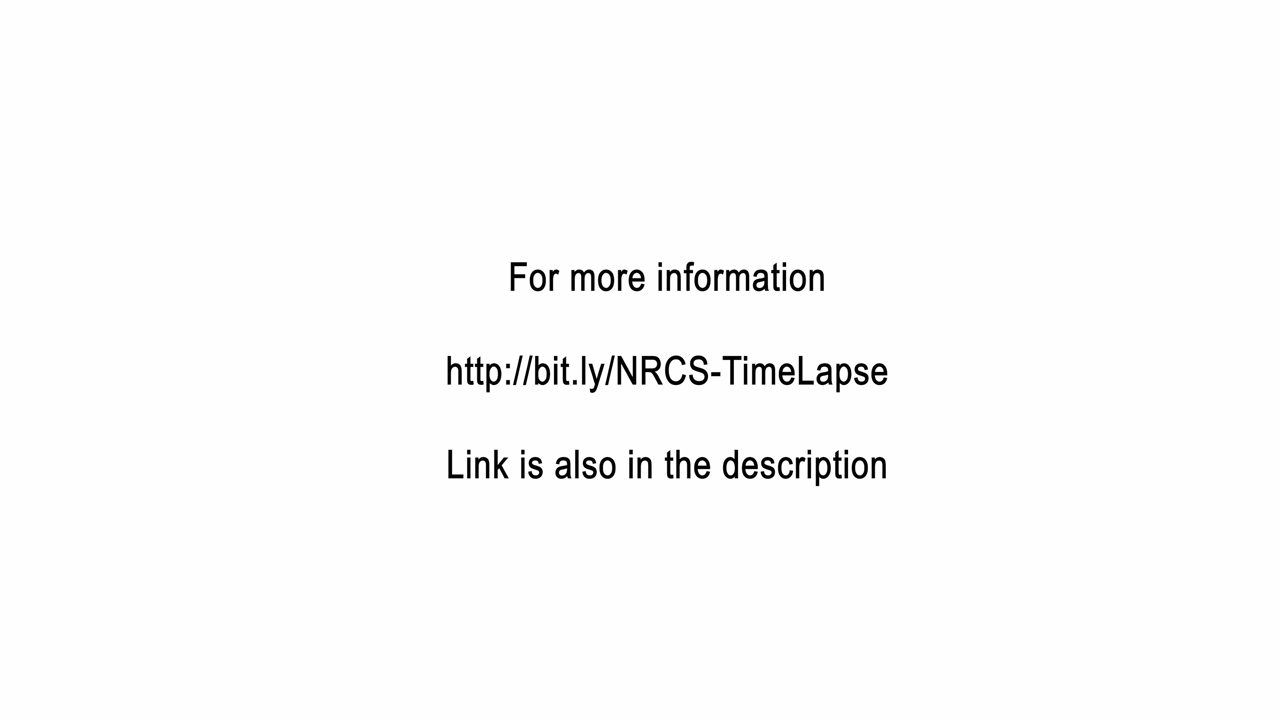 For more information
http://bit.ly/NRCS-TimeLapse
Link is also in the description